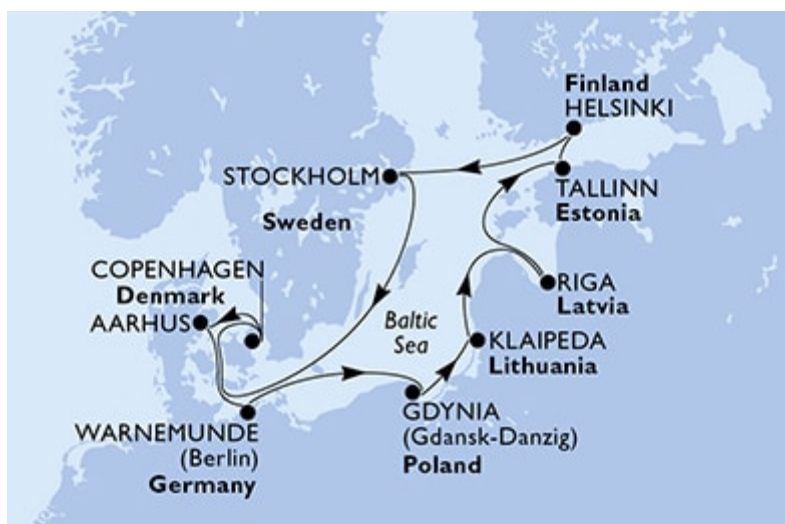 Finland
HELSINKI
STOCKHOLM
Sweden
TALLINN
Estonia
COPENHAGEN
Denmark
AARHUS
RIGA
Latvia
Baltic
Sea
KLAIPEDA
Lithuania
GDYNIA
(Gdansk-Danzig)
Poland
WARNEMUNDE
(Berlin)
Germany